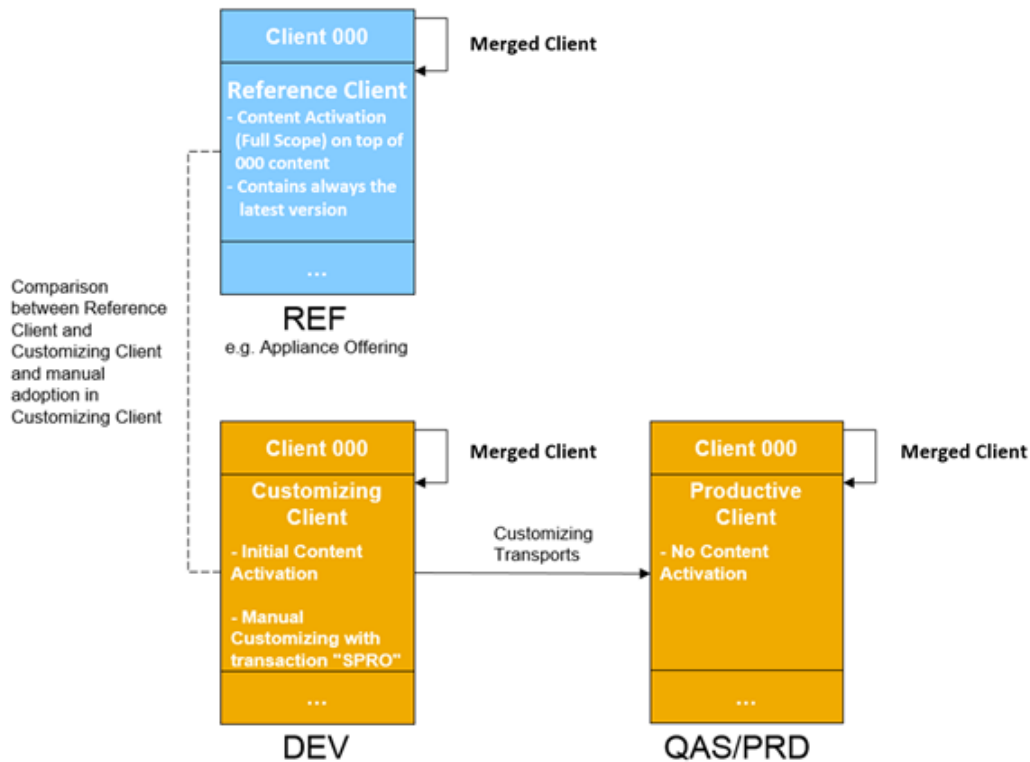 Client 000
Merged Client
Reference Client
- Content Activation
(Full Scope) on top of
000 content
- Contains always the
latest version
...
REF
e.g. Appliance Offering
Comparison
between Reference
Client and
Customizing Client
and manual
adoption in
Customizing Client
Client 000
Merged Client
Customizing
Client
- Initial Content
Activation
- Manual
Customizing with
transaction "SPRO"
...
DEV
Customizing
Transports
Client 000
Merged Client
Productive
Client
- No Content
Activation
...
QAS/PRD